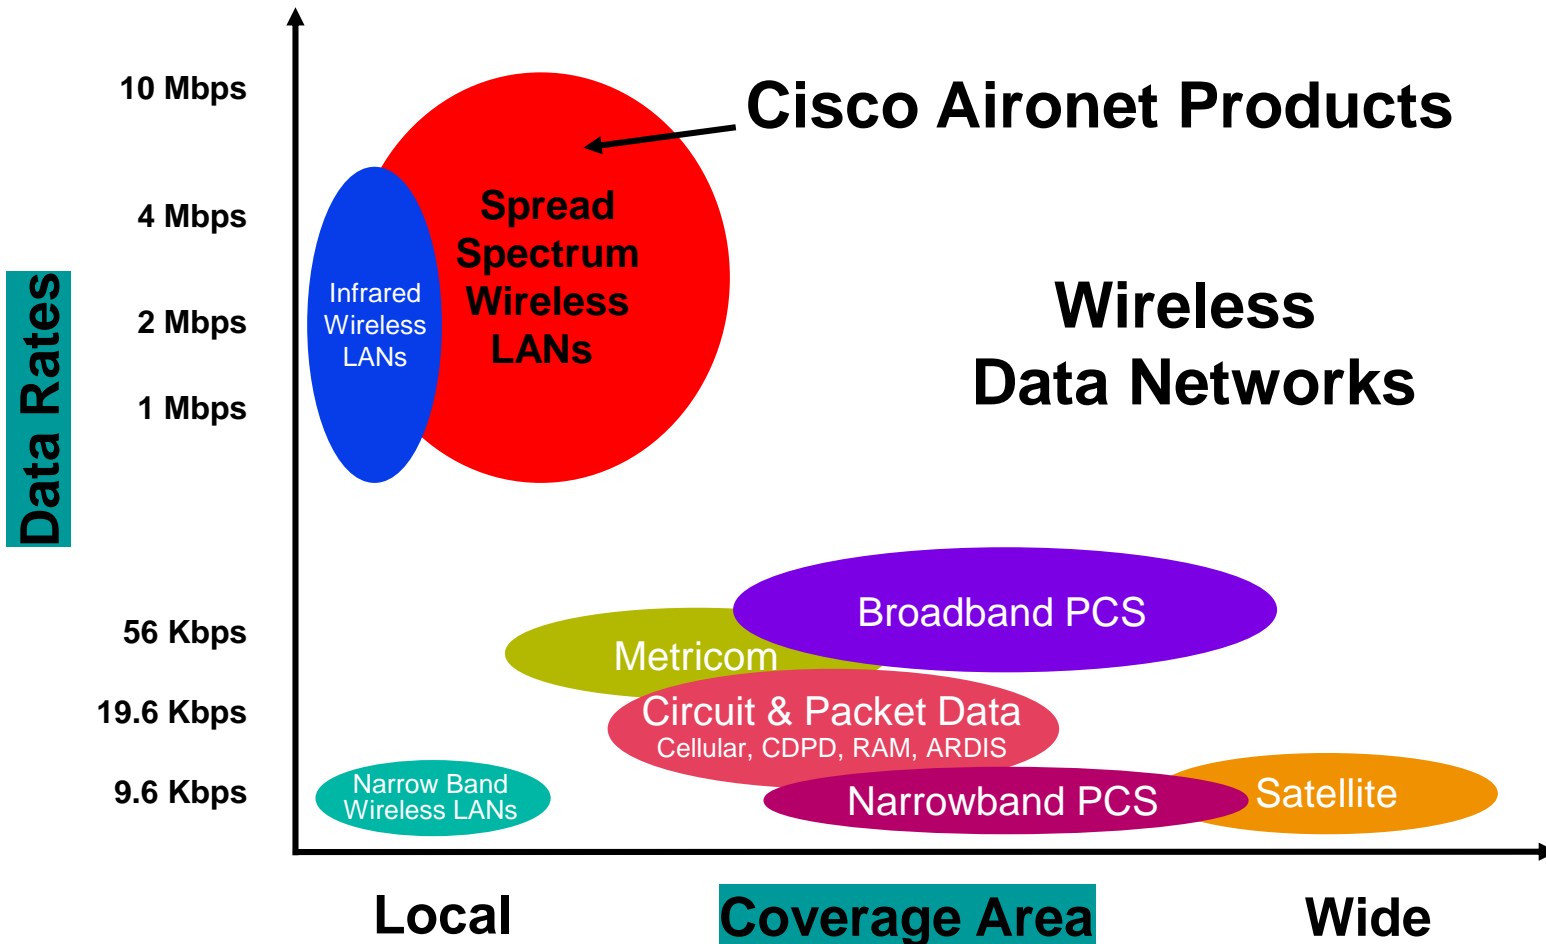 10 Mbps
Cisco Aironet Products
4 Mbps
Spread
Spectrum
Wireless
LANs
Infrared
Wireless
LANs
Wireless
Data Networks
2 Mbps
1 Mbps
Data Rates
56 Kbps
Broadband PCS
Metricom
19.6 Kbps
Circuit & Packet Data
Cellular, CDPD, RAM, ARDIS
9.6 Kbps
Narrow Band
Wireless LANs
Narrowband PCS
Satellite
Local
Coverage Area
Wide